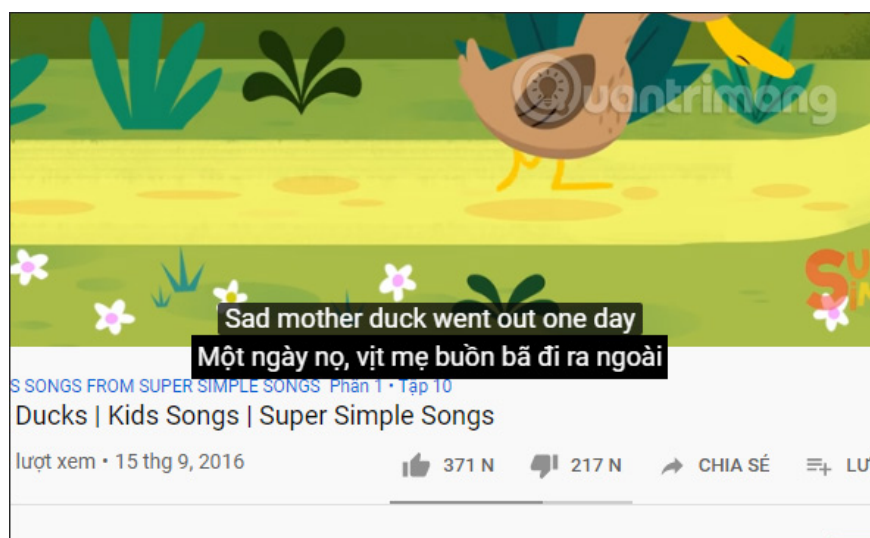 Quantrimang
Sad mother duck went out one day
Một ngày nọ, vịt mẹ buồn bã đi ra ngoài
S SONGS FROM SUPER SIMPLE SONGS Phần 1 • Tập 10
Ducks | Kids Songs | Super Simple Songs
lượt xem • 15 thg 9, 2016
371 N 217 N CHIA SẺ